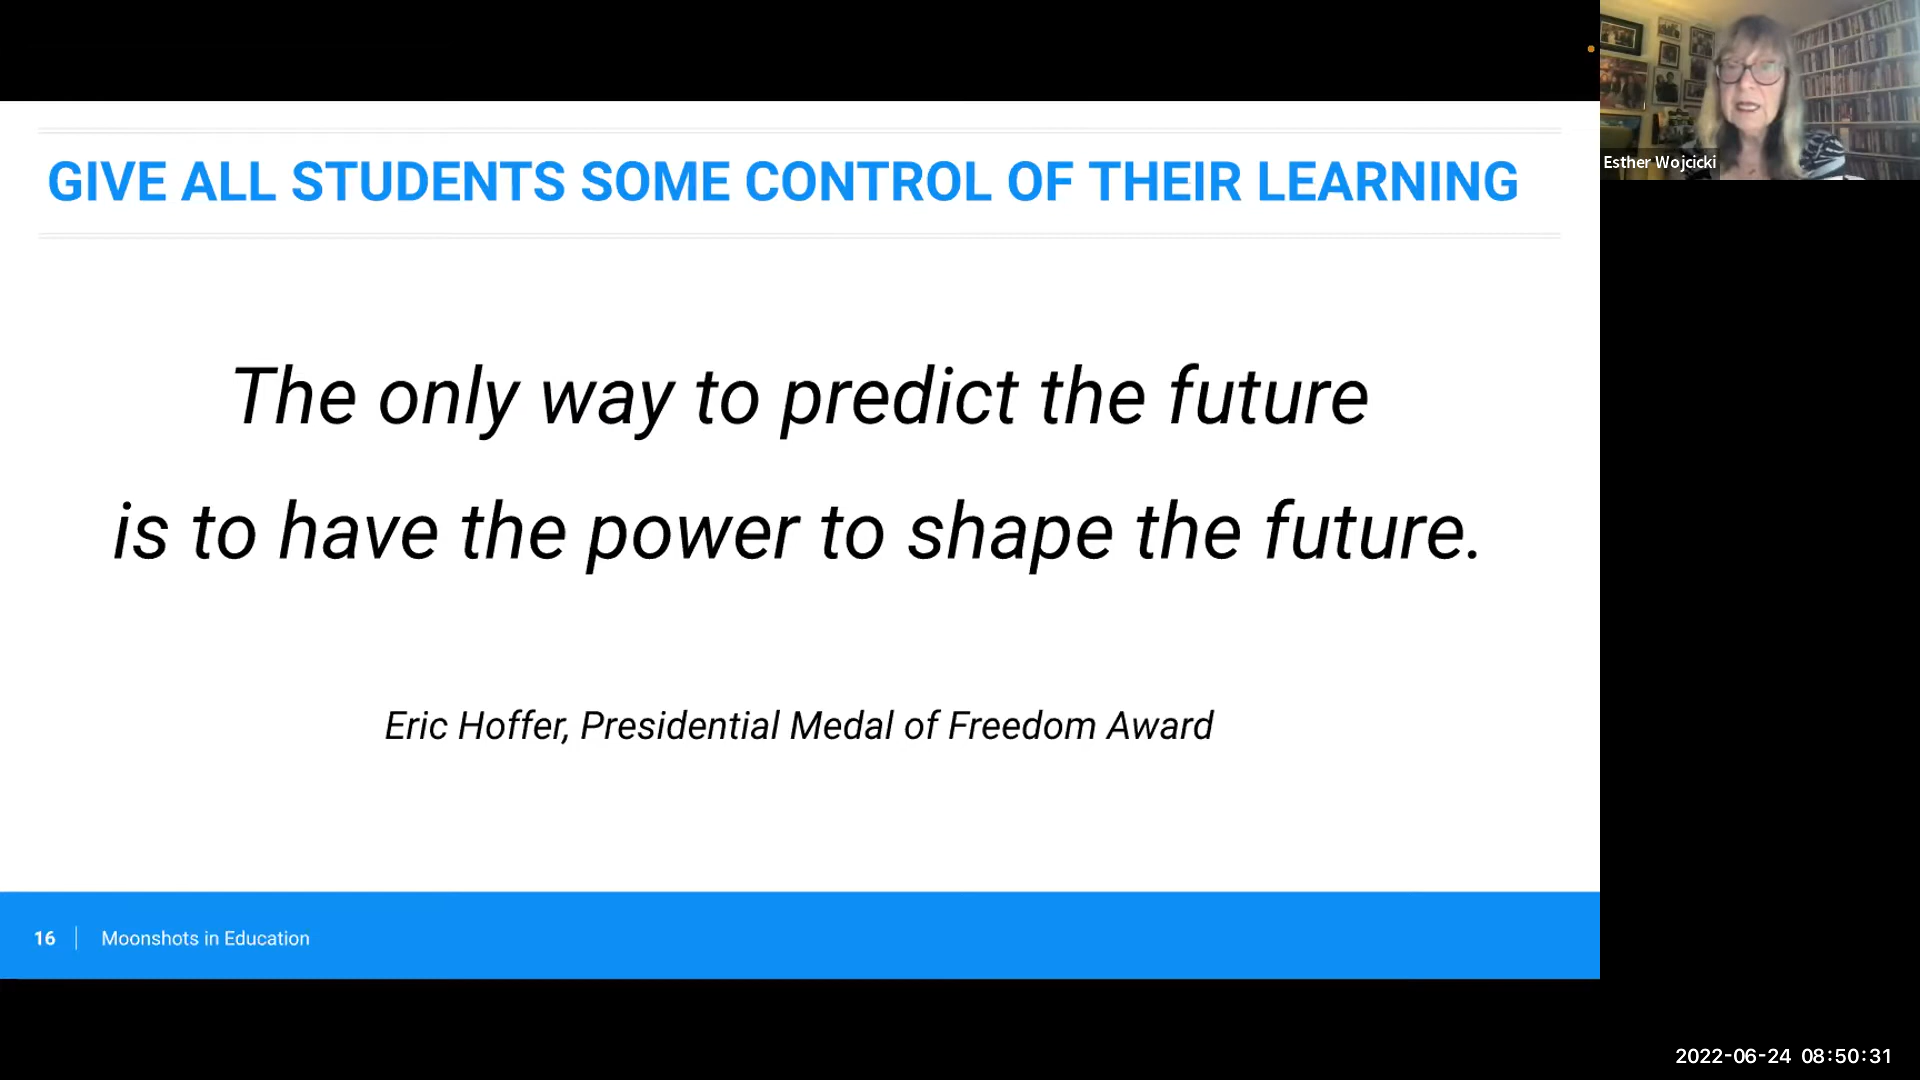 GIVE ALL STUDENTS SOME CONTROL OF THEIR LEARNING
Esther Wojcicki
The only way to predict the future
is to have the power to shape the future.
Eric Hoffer, Presidential Medal of Freedom Award
16 | Moonshots in Education
2022-06-24 08:50:31